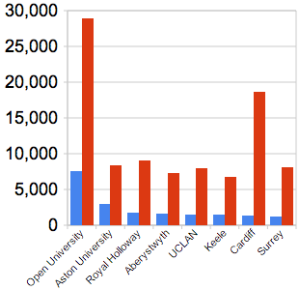 30,000
25,000
20,000
15,000
10,000
5,000
0
Open University
Aston University
Royal Holloway
Aberystwyth
UCLAN
Keele
Cardiff
Surrey